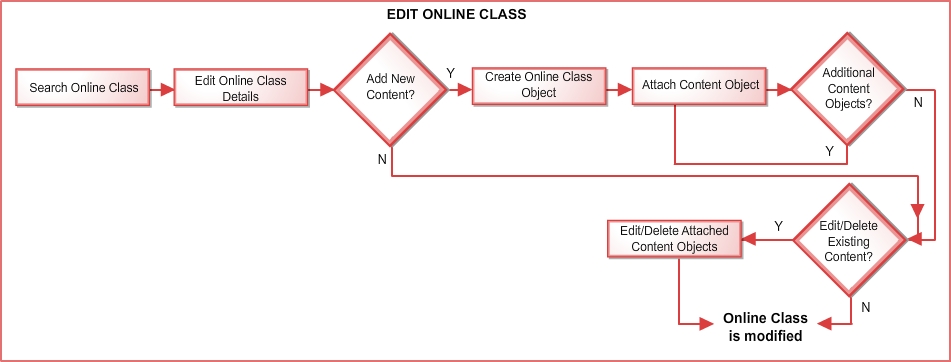 EDIT ONLINE CLASS
Search Online Class
Edit Online Class
Details
Add New
Content?
Y
N
Create Online Class
Object
Attach Content Object
Additional
Content
Objects?
Y
N
Edit/Delete
Existing
Content?
Y
N
Edit/Delete Attached
Content Objects
Online Class
is modified